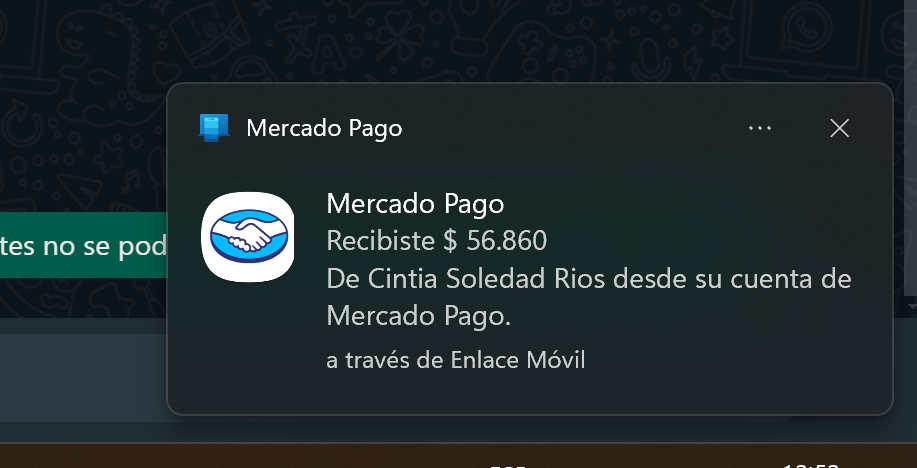 Mercado Pago
Mercado Pago
Recibiste $ 56.860
tes no se pod
De Cintia Soledad Rios desde su cuenta de
Mercado Pago.
a través de Enlace Móvil